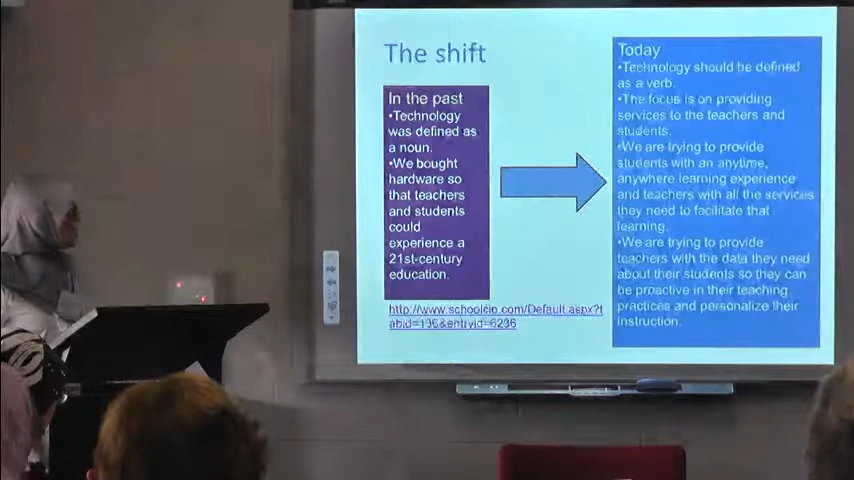 The shift
In the past
•Technology
was defined as
a noun.
•We bought
hardware so
that teachers
and students
could
experience a
21st-century
education.
http://www.schoolcio.com/Default.aspx?t
abid=136&entryid=6236
Today
•Technology should be defined
as a verb.
•The focus is on providing
services to the teachers and
students.
•We are trying to provide
students with an anytime,
anywhere learning experience
and teachers with all the services
they need to facilitate that
learning.
•We are trying to provide
teachers with the data they need
about their students so they can
be proactive in their teaching
practices and personalize their
instruction.